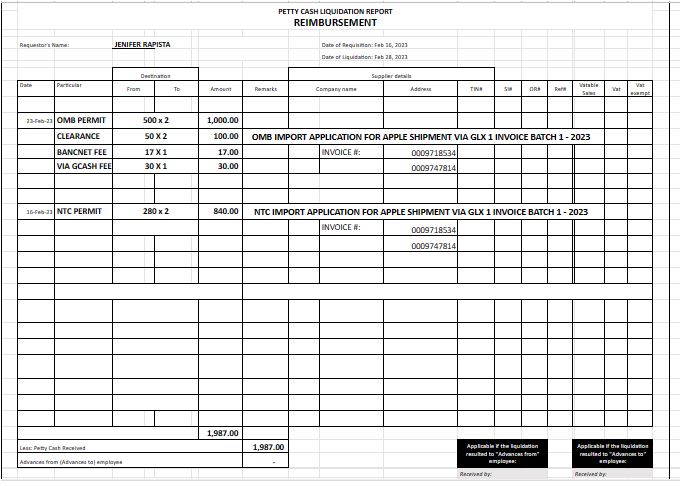 PETTY CASH LIQUIDATION REPORT
REIMBURSEMENT
Requestor's Name: JENIFER RAPISTA Date of Requisition: Feb 16, 2023
Date of Liquidation: Feb 28, 2023
Destination Supplier details
Date Particular From To Amount Remarks Company name Address TIN# SI# OR# Ref# Vatable Sales Vat Vat exempt
23-Feb-23 OMB PERMIT 500 x 2 1,000.00
CLEARANCE 50 X 2 100.00 OMB IMPORT APPLICATION FOR APPLE SHIPMENT VIA GLX 1 INVOICE BATCH 1 - 2023
BANCNET FEE 17 X 1 17.00 INVOICE #: 0009718534
VIA GCASH FEE 30 X 1 30.00 0009747814
16-Feb-23 NTC PERMIT 280 x 2 840.00 NTC IMPORT APPLICATION FOR APPLE SHIPMENT VIA GLX 1 INVOICE BATCH 1 - 2023
INVOICE #: 0009718534
0009747814
1,987.00
Less: Petty Cash Received 1,987.00
Advances from (Advances to) employee -
Applicable if the liquidation resulted to "Advances from" employee:
Applicable if the liquidation resulted to "Advances to" employee:
Received by: Received by: